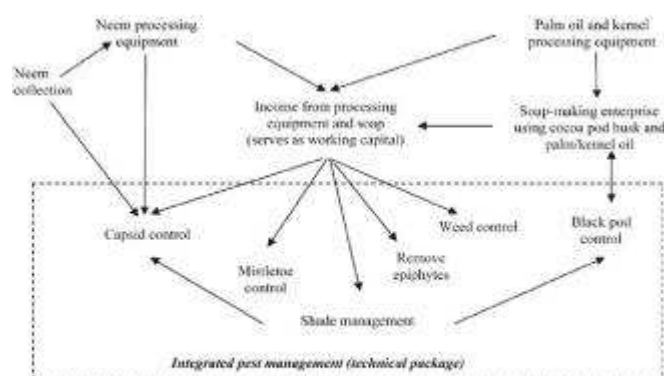 Neem processing
equipment
Palm oil and kernel
processing equipment
Neem
collection
Income from processing
equipment and soap
(serves as working capital)
Soap-making enterprise
using cocoa pod husk and
palm/kernel oil
Capsid control
Weed control
Black pod
control
Mistletoe
control
Remove
epiphytes
Shade management
Integrated pest management (technical package)